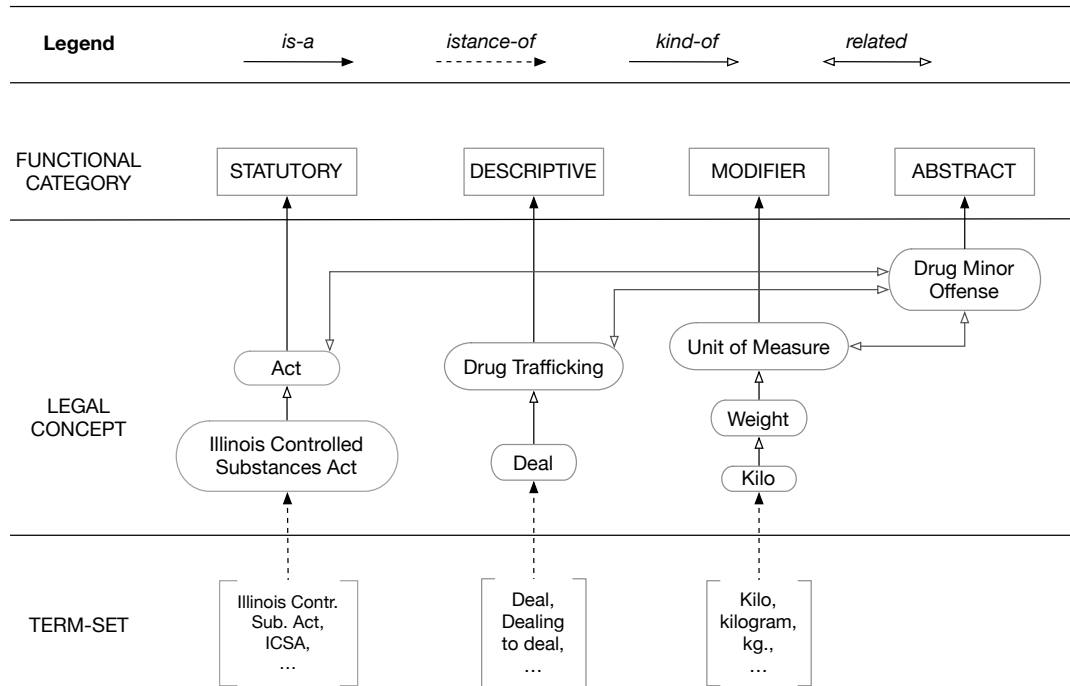 Legend
is-a
istance-of
kind-of
related
FUNCTIONAL
CATEGORY
STATUTORY
DESCRIPTIVE
MODIFIER
ABSTRACT
LEGAL
CONCEPT
Drug Minor
Offense
Act
Drug Trafficking
Unit of Measure
Weight
Illinois Controlled
Substances Act
Deal
Kilo
TERM-SET
Illinois Contr.
Sub. Act,
ICSA,
...
Deal,
Dealing
to deal,
...
Kilo,
kilogram,
kg.,
...